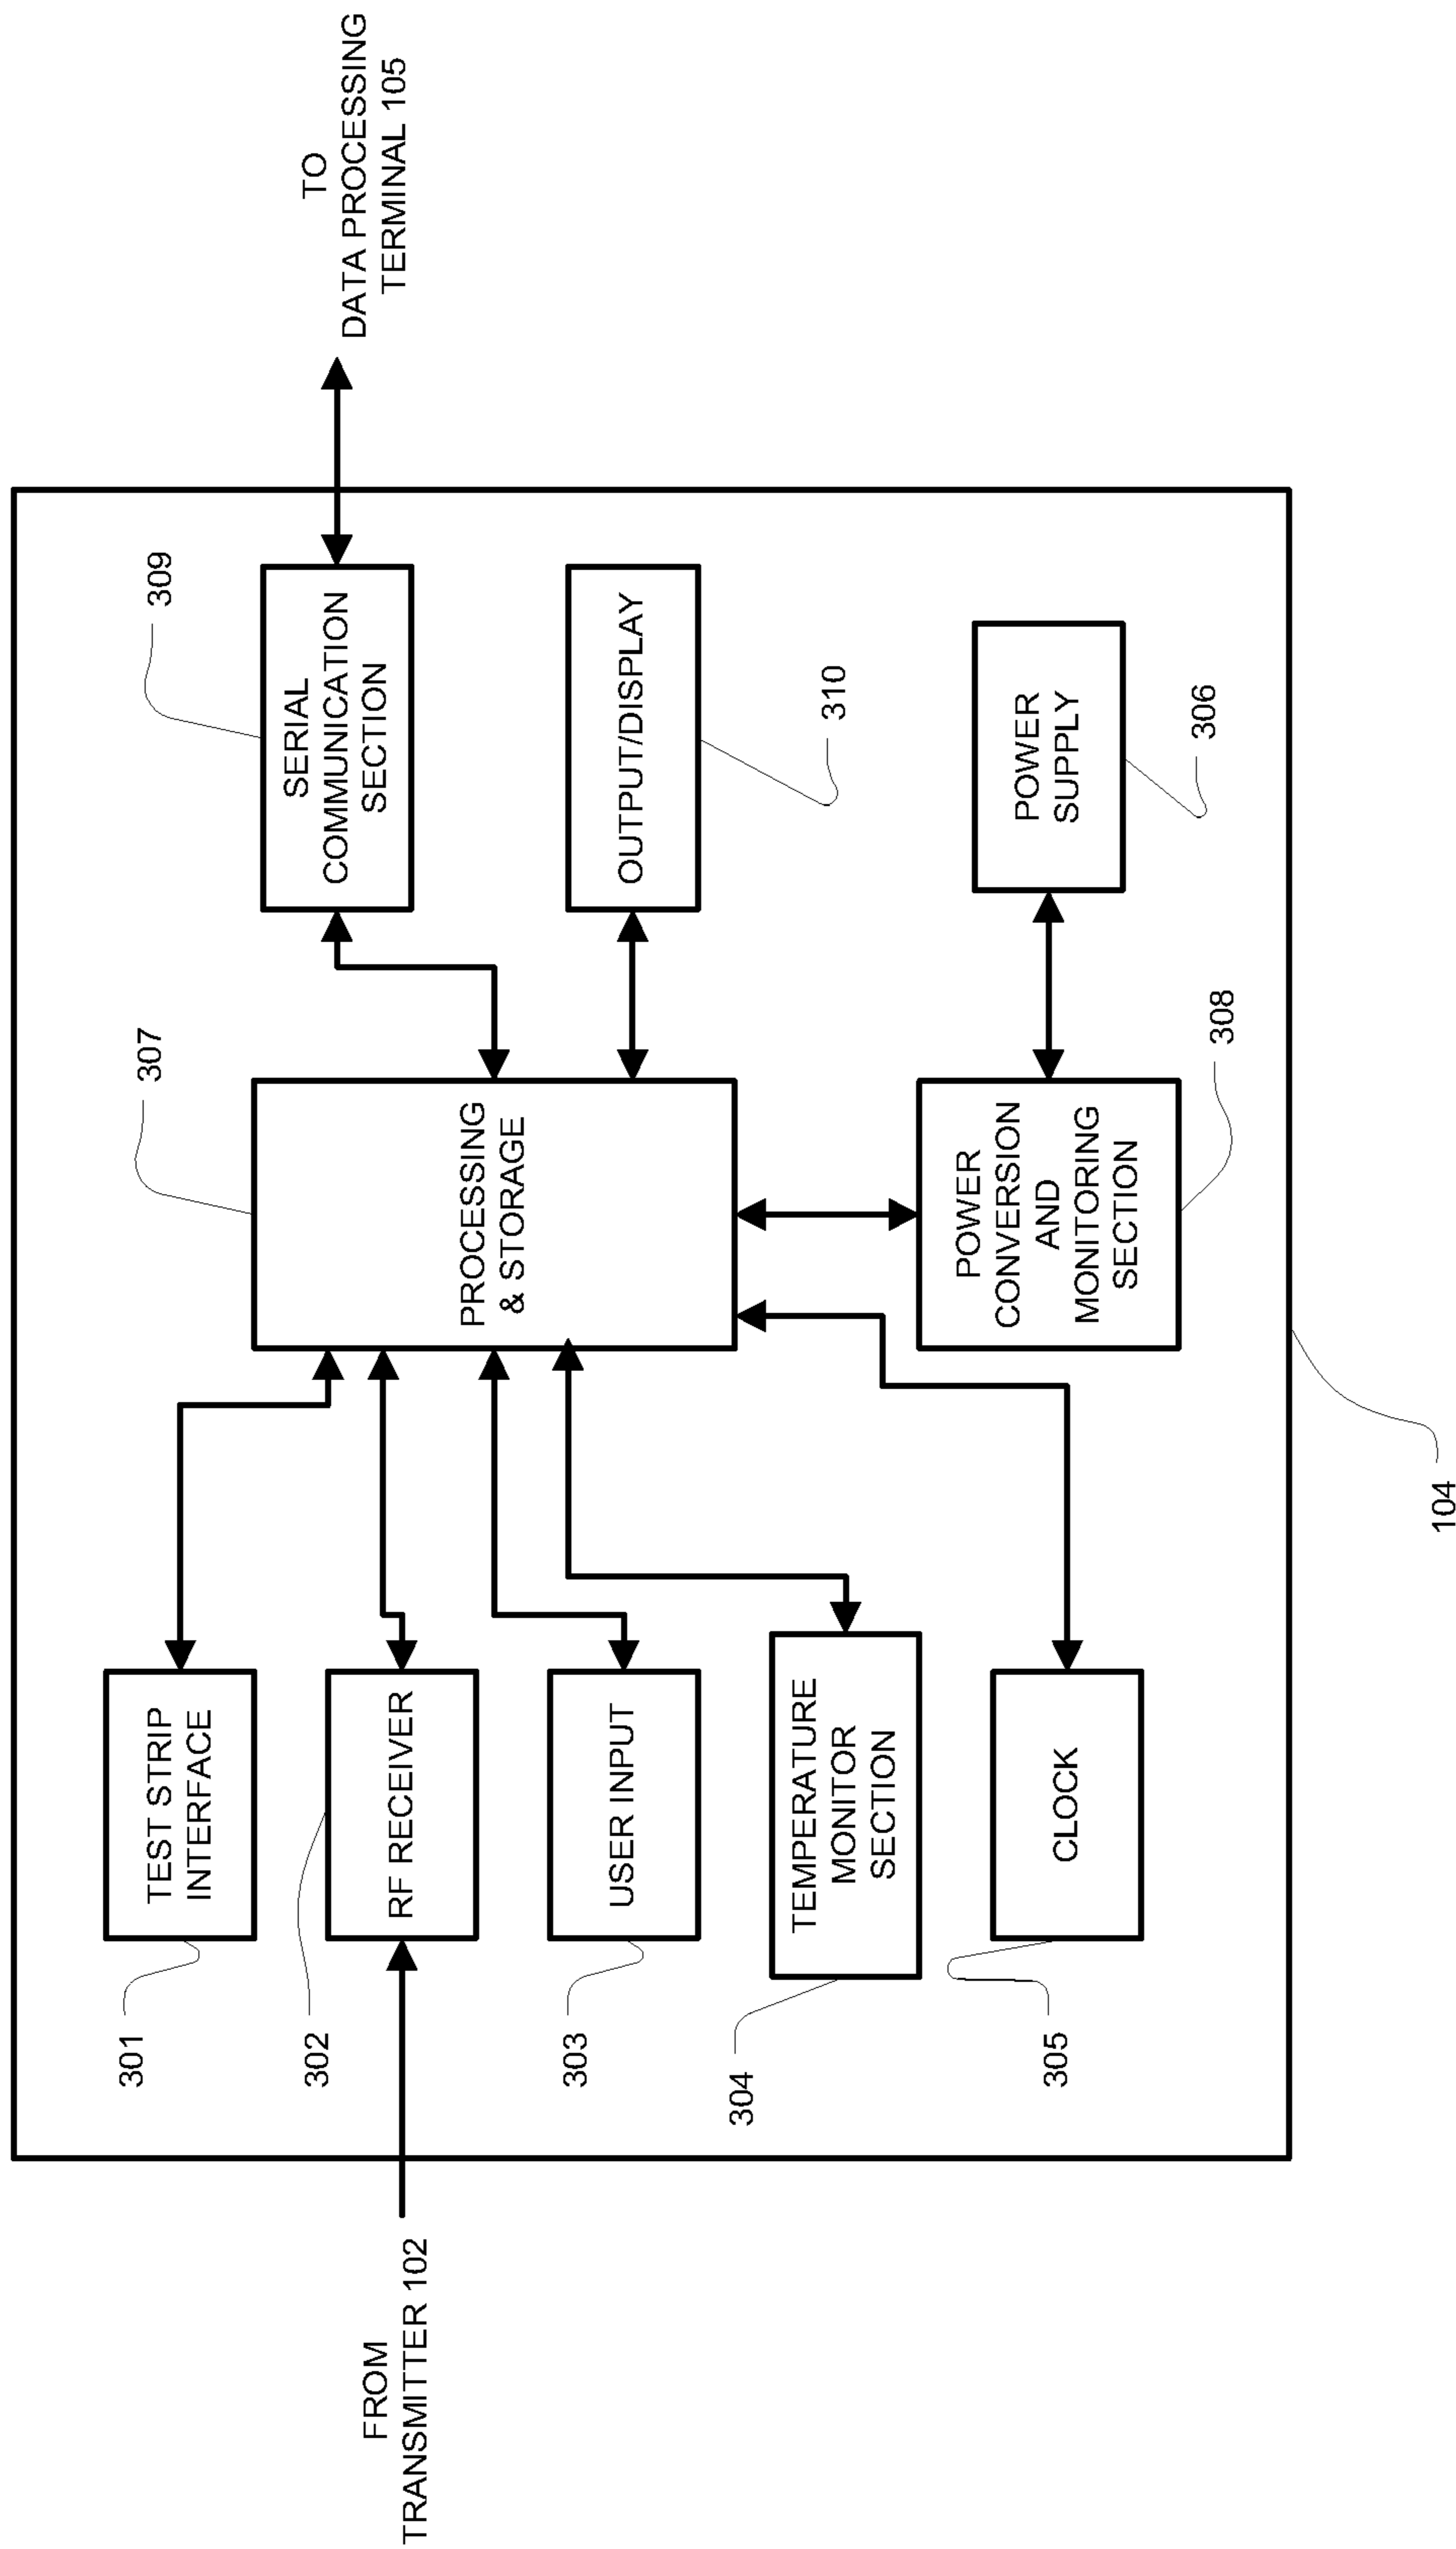 FROM
TRANSMITTER 102
301
TEST STRIP
INTERFACE
302
RF RECEIVER
303
USER INPUT
304
TEMPERATURE
MONITOR
SECTION
305
CLOCK
307
PROCESSING
& STORAGE
POWER
CONVERSION
AND
MONITORING
SECTION
308
309
SERIAL
COMMUNICATION
SECTION
OUTPUT/DISPLAY
310
POWER
SUPPLY
306
TO
DATA PROCESSING
TERMINAL 105
104